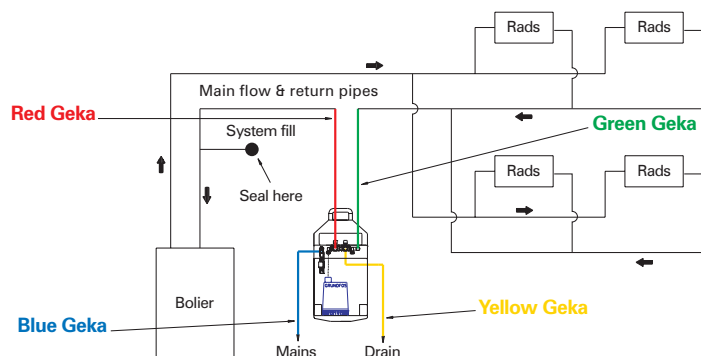 Rads
Rads
Main flow & return pipes
Red Geka
System fill
Green Geka
Seal here
Rads
Rads
GRUNDFOS
Bolier
Yellow Geka
Blue Geka
Mains
Drain